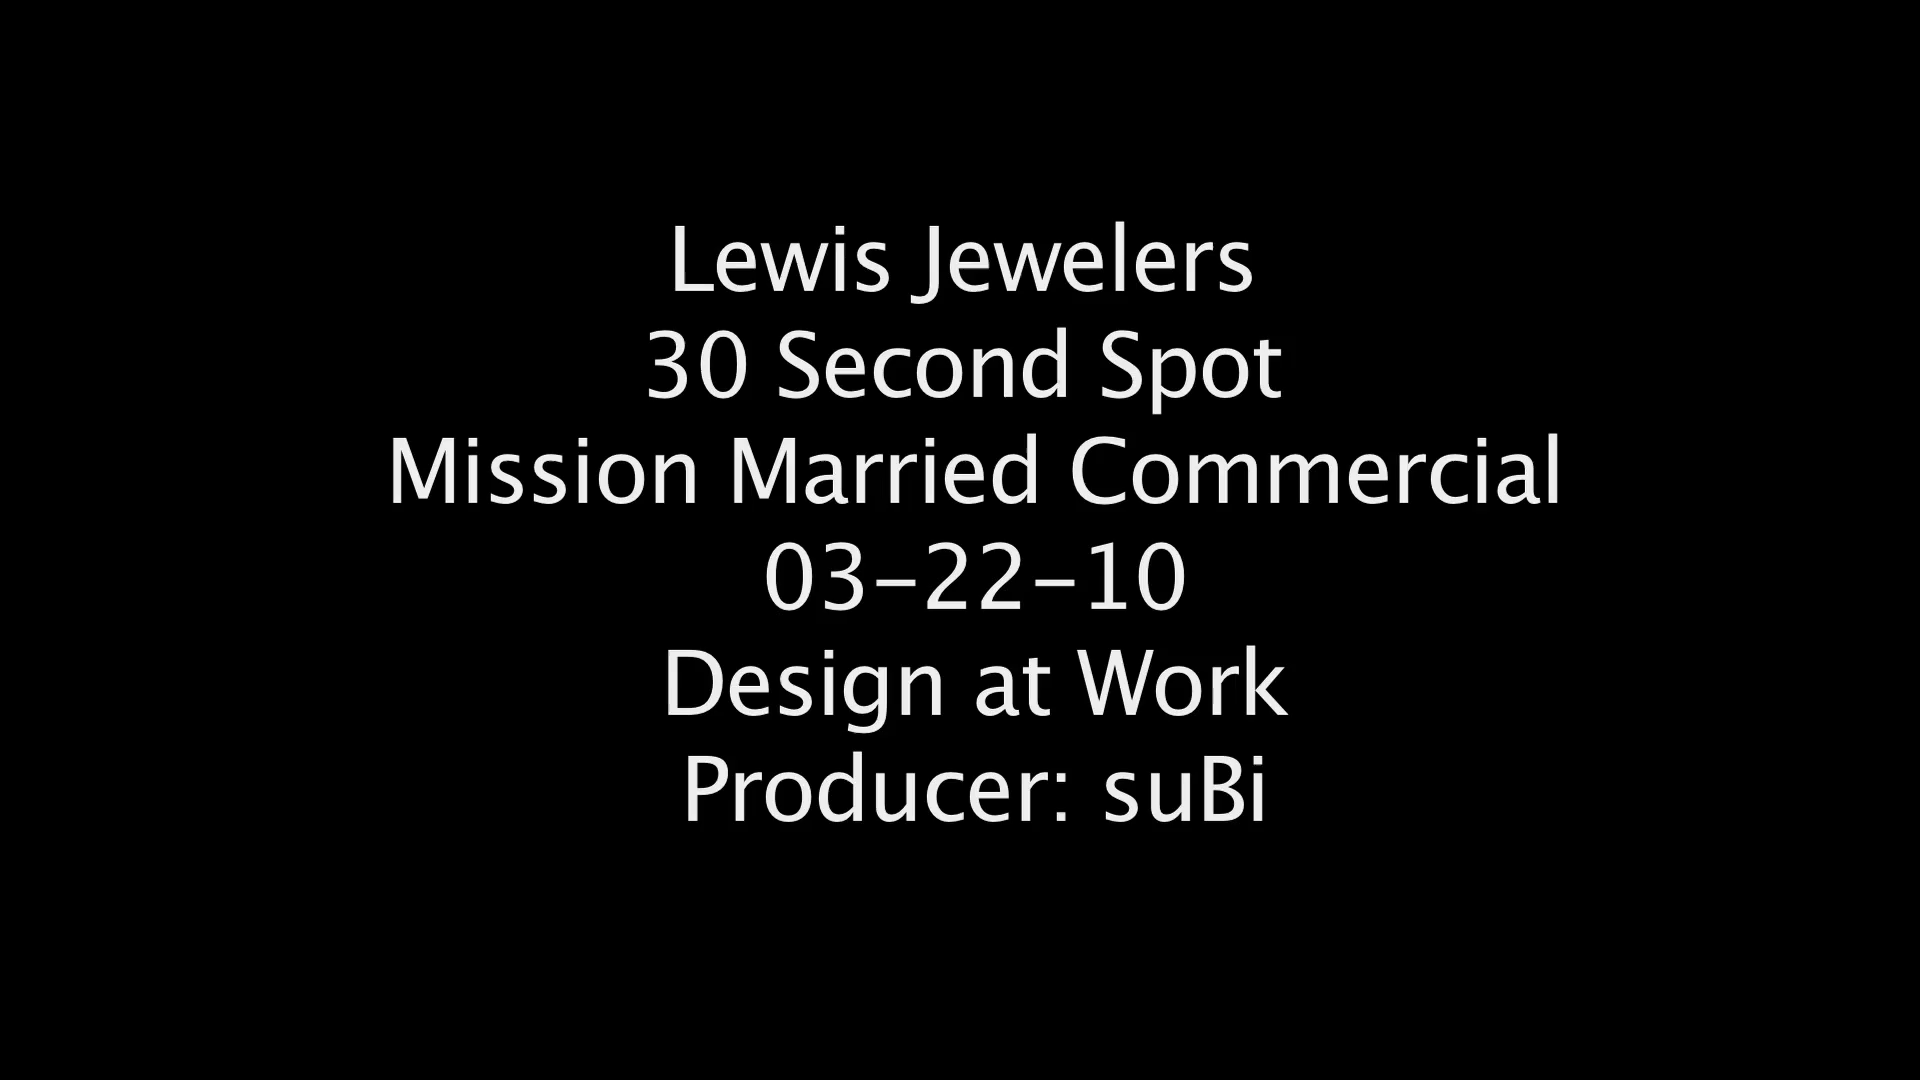 Lewis Jewelers
30 Second Spot
Mission Married Commercial
03-22-10
Design at Work
Producer: suBi